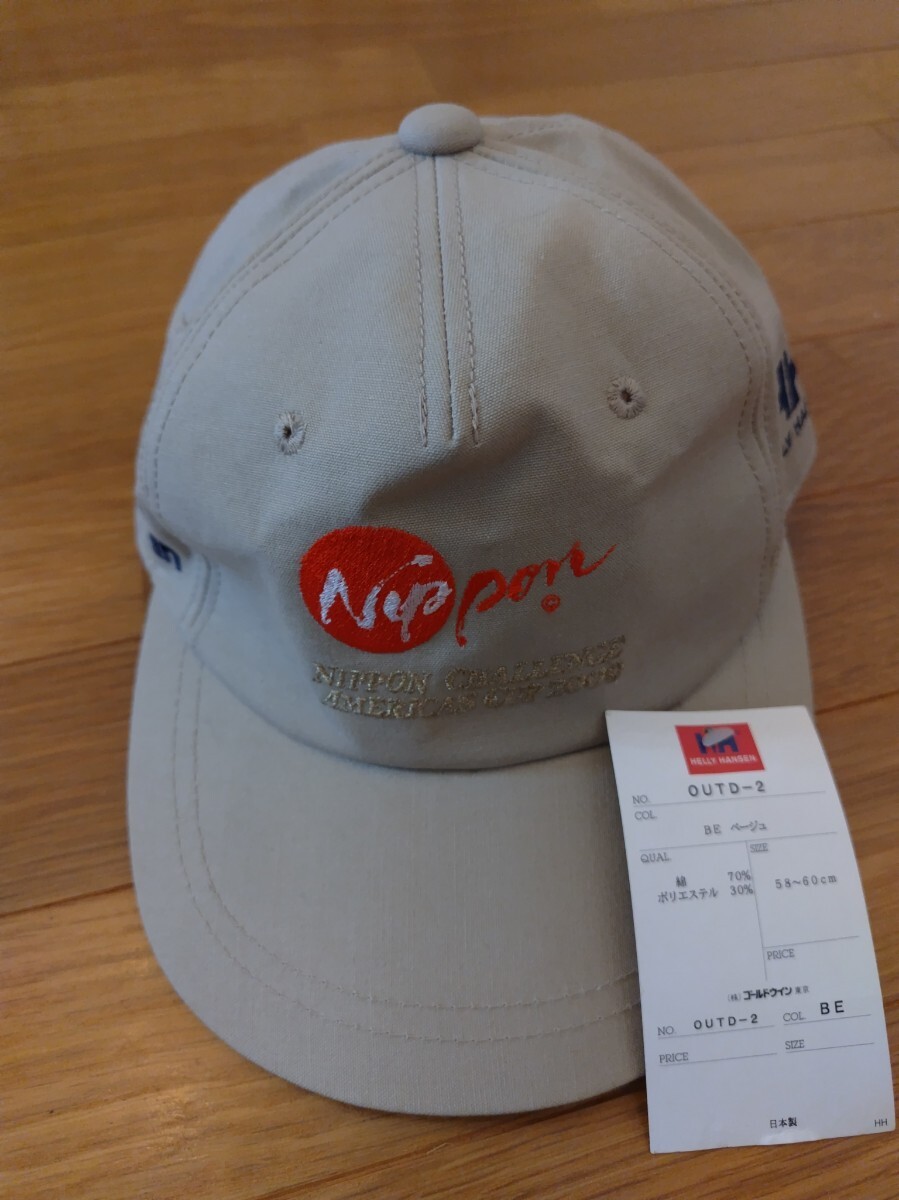 Nippon
©
NIPPON CHALLENGE
AMERICA'S CUP 2000
HH
HELLY HANSEN
NO. OUTD-2
COL.
BE ベージュ
QUAL. SIZE
綿 70%
ポリエステル 30%
58～60cm
PRICE
(株)ゴールドウイン 東京
NO. OUTD-2 COL. BE
PRICE SIZE
日本製 HH